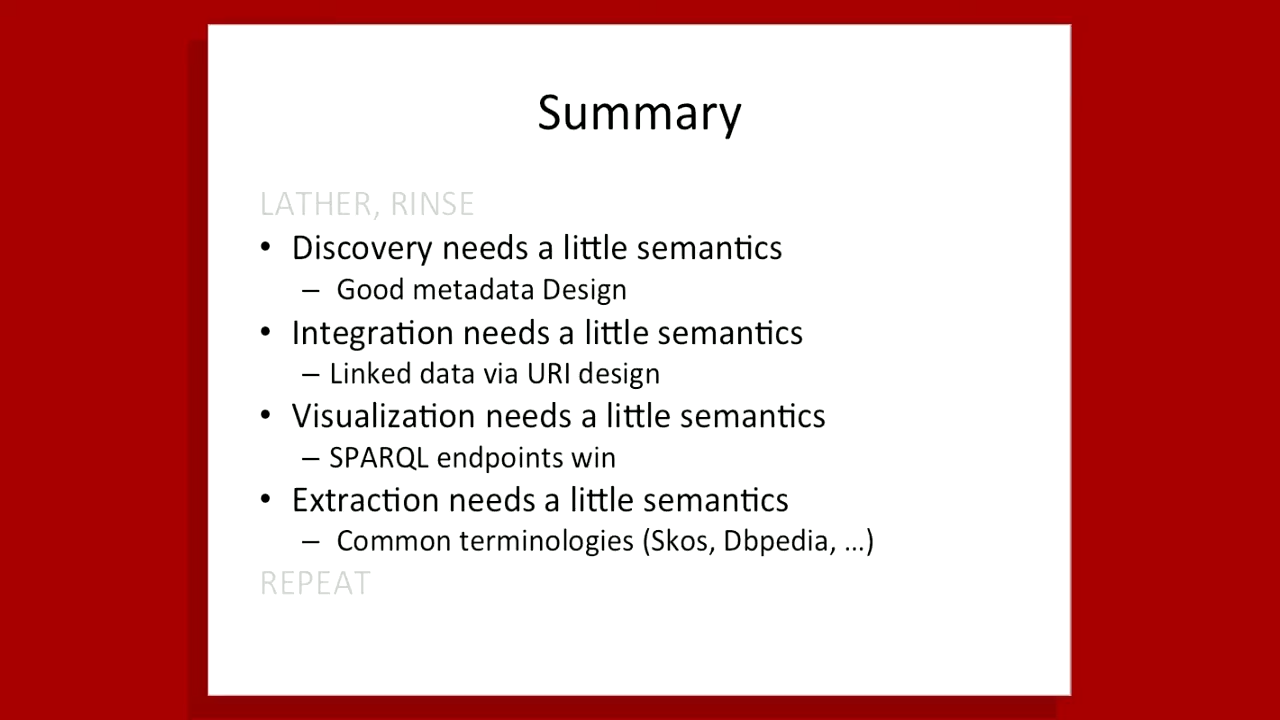 Summary
LATHER, RINSE
• Discovery needs a little semantics
– Good metadata Design
• Integration needs a little semantics
– Linked data via URI design
• Visualization needs a little semantics
– SPARQL endpoints win
• Extraction needs a little semantics
– Common terminologies (Skos, Dbpedia, ...)
REPEAT